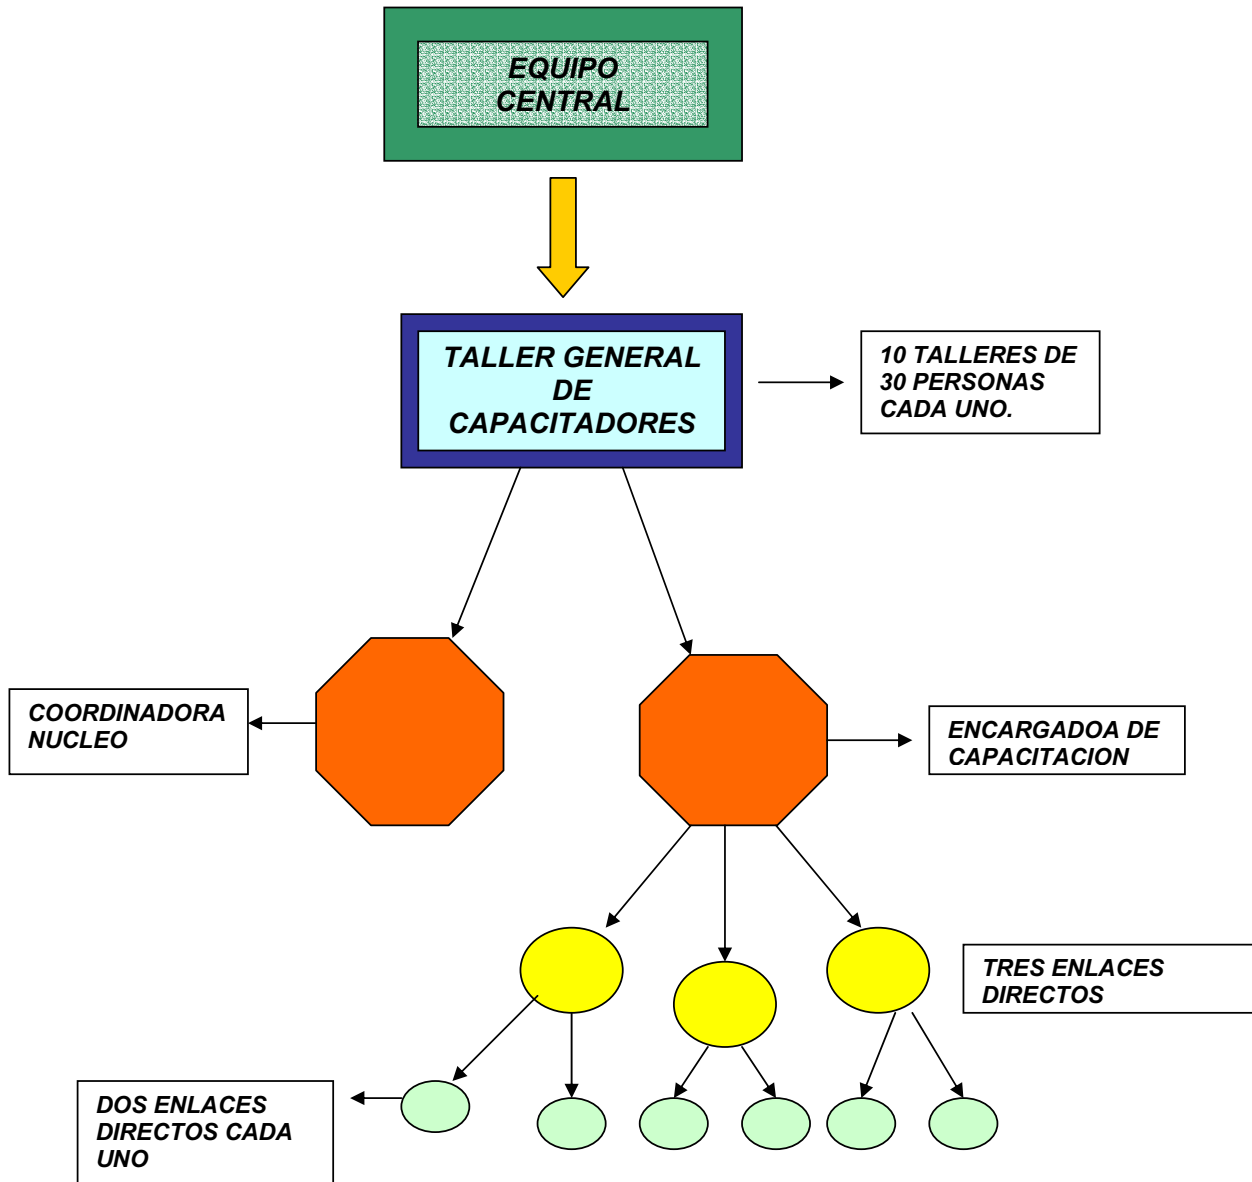 EQUIPO
CENTRAL
TALLER GENERAL
DE
CAPACITADORES
10 TALLERES DE
30 PERSONAS
CADA UNO.
COORDINADORA
NUCLEO
ENCARGADOA DE
CAPACITACION
TRES ENLACES
DIRECTOS
DOS ENLACES
DIRECTOS CADA
UNO